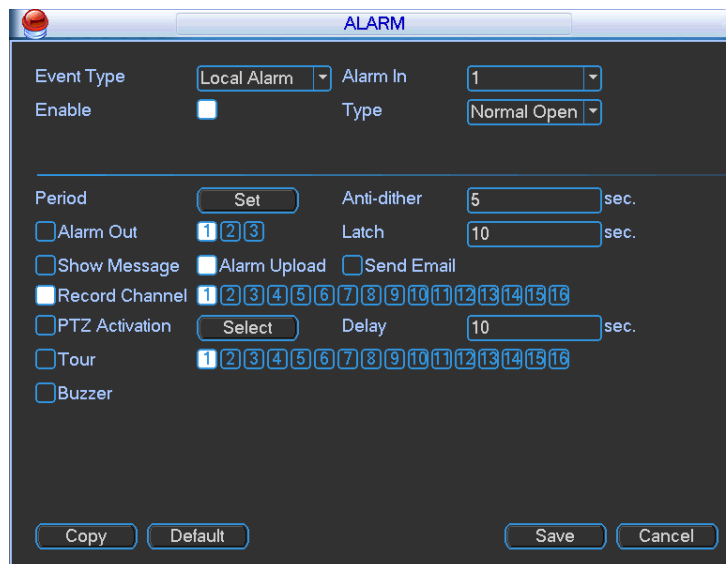 ALARM
Event Type Local Alarm Alarm In 1
Enable Type Normal Open
Period Set Anti-dither 5 sec.
Alarm Out 1 2 3 Latch 10 sec.
Show Message Alarm Upload Send Email
Record Channel 1 2 3 4 5 6 7 8 9 10 11 12 13 14 15 16
PTZ Activation Select Delay 10 sec.
Tour 1 2 3 4 5 6 7 8 9 10 11 12 13 14 15 16
Buzzer
Copy Default Save Cancel